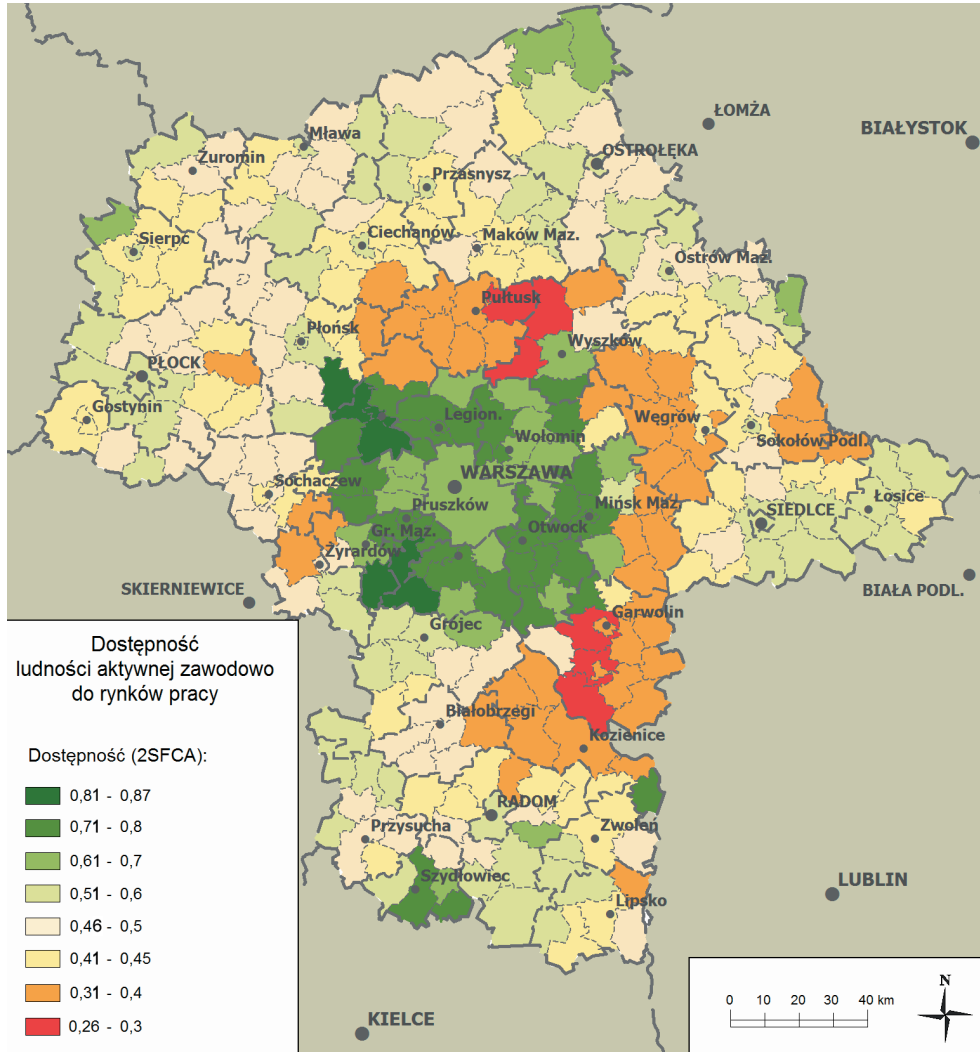 ŁOMŻA
BIAŁYSTOK
Mława
Żuromin
OSTROŁĘKA
Przasnysz
Sierpc
Ciechanów
Maków Maz.
Ostrów Maz.
Pułtusk
Płońsk
Wyszków
PŁOCK
Gostynin
Legion.
Węgrów
Wołomin
Sokołów Podl.
WARSZAWA
Sochaczew
Pruszków
Mińsk Maz.
SIEDLCE
Łosice
Gr. Maz.
Otwock
Żyrardów
SKIERNIEWICE
BIAŁA PODL.
Garwolin
Grójec
Białobrzegi
Kozienice
RADOM
Przysucha
Zwoleń
Szydłowiec
LUBLIN
Lipsko
KIELCE
Dostępność
ludności aktywnej zawodowo
do rynków pracy
Dostępność (2SFCA):
0,81 - 0,87
0,71 - 0,8
0,61 - 0,7
0,51 - 0,6
0,46 - 0,5
0,41 - 0,45
0,31 - 0,4
0,26 - 0,3
0 10 20 30 40 km
N